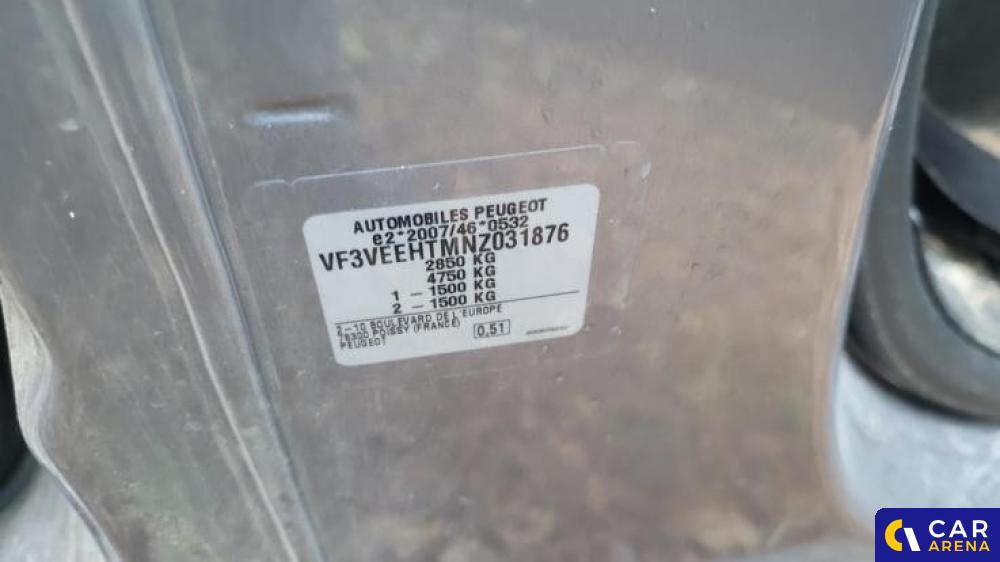 AUTOMOBILES PEUGEOT
e2*2007/46*0532
VF3VEEHTMNZ031876
2850 KG
4750 KG
1 - 1500 KG
2 - 1500 KG
2-10 BOULEVARD DE L'EUROPE
78300 POISSY (FRANCE)
PEUGEOT
0.51
CAR
ARENA